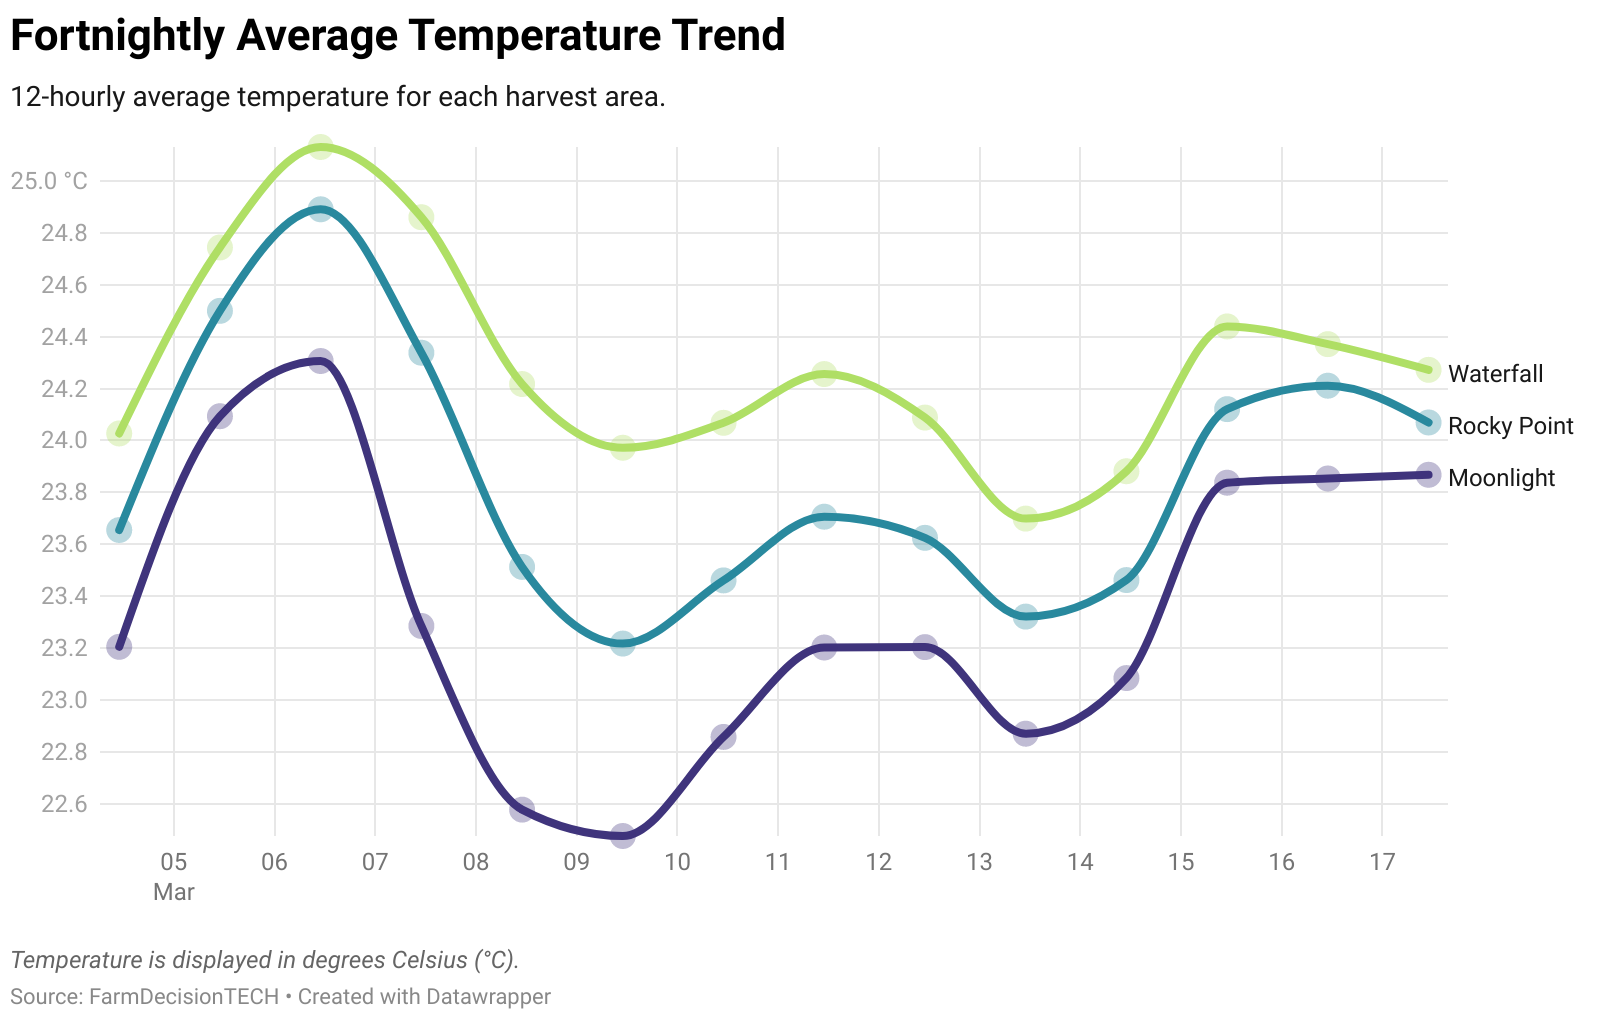 Fortnightly Average Temperature Trend
12-hourly average temperature for each harvest area.
25.0 °C
24.8
24.6
24.4
24.2
24.0
23.8
23.6
23.4
23.2
23.0
22.8
22.6
Waterfall
Rocky Point
Moonlight
05 06 07 08 09 10 11 12 13 14 15 16 17
Mar
Temperature is displayed in degrees Celsius (°C).
Source: FarmDecisionTECH • Created with Datawrapper